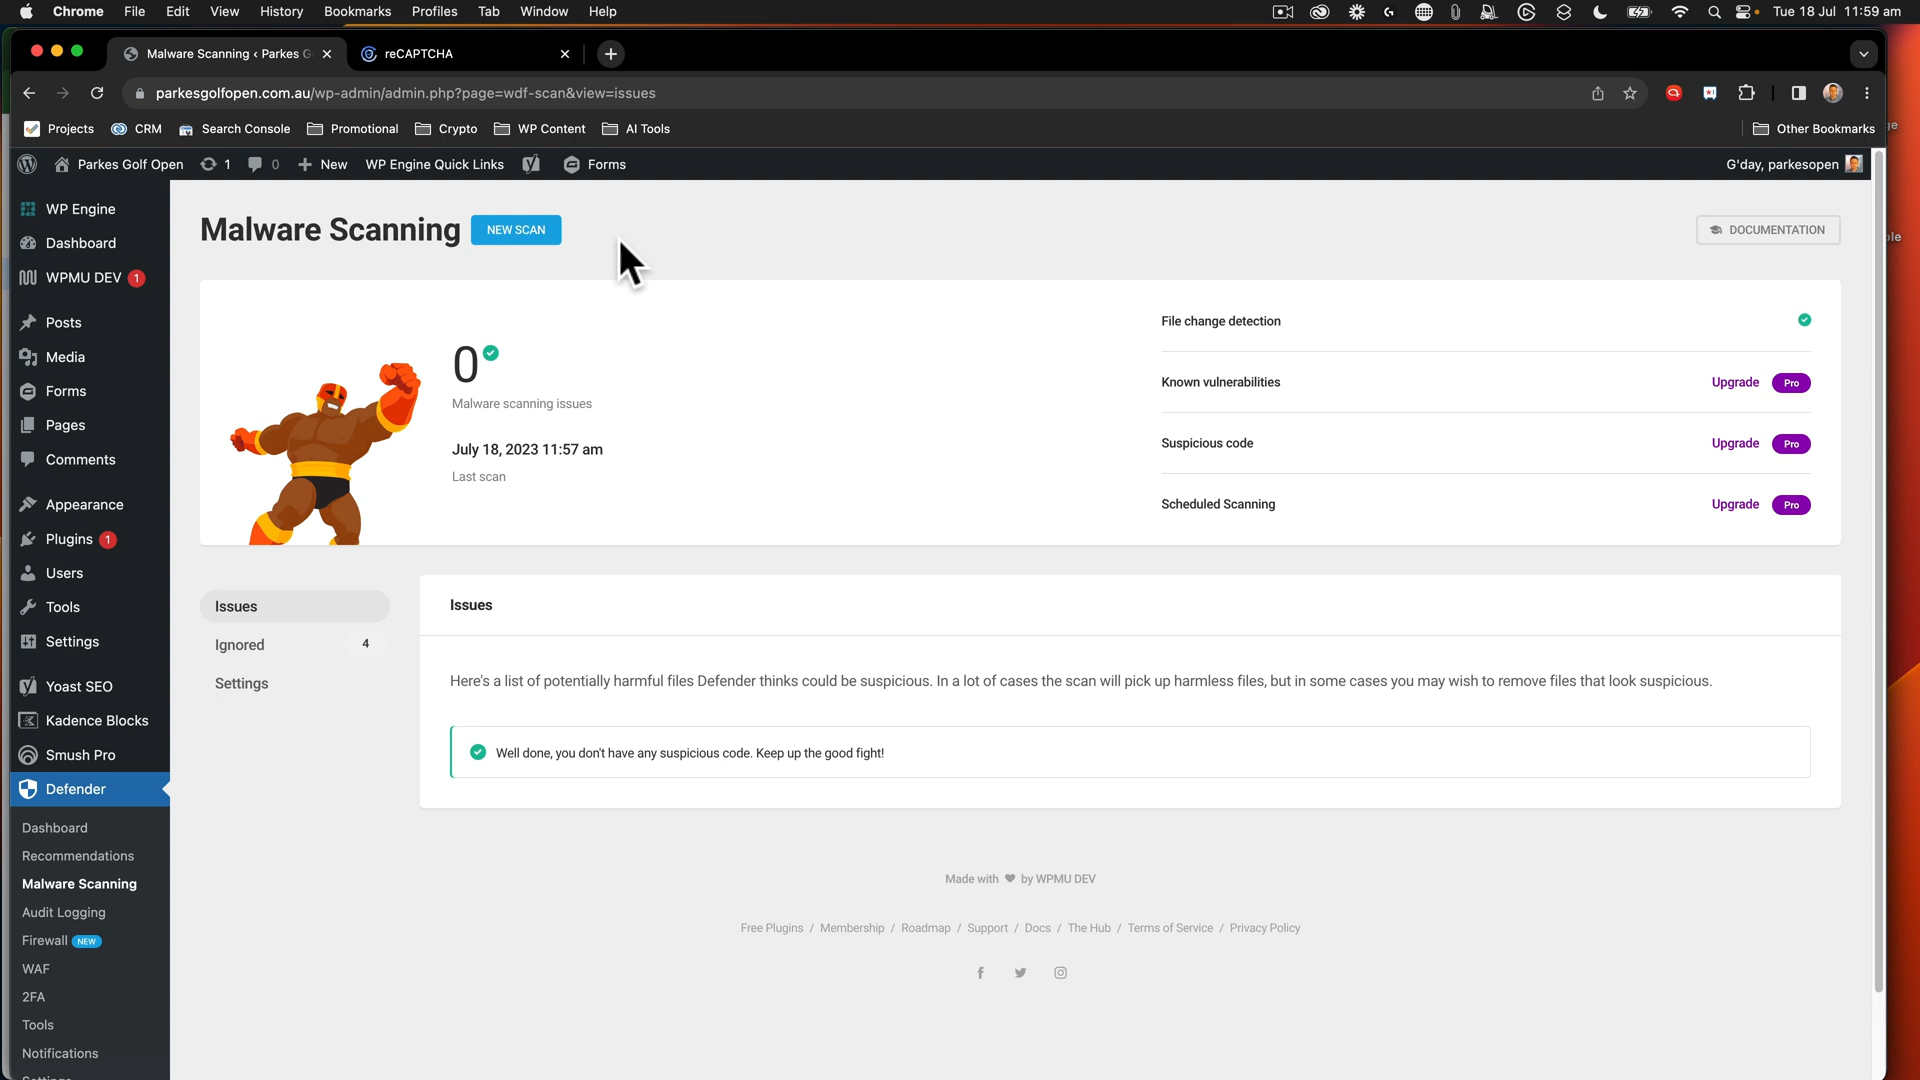 Chrome File Edit View History Bookmarks Profiles Tab Window Help Tue 18 Jul 11:59 am
Malware Scanning ‹ Parkes G reCAPTCHA
parkesgolfopen.com.au/wp-admin/admin.php?page=wdf-scan&view=issues
Projects CRM Search Console Promotional Crypto WP Content AI Tools Other Bookmarks
Parkes Golf Open 1 0 New WP Engine Quick Links Forms G'day, parkesopen
WP Engine
Dashboard
WPMU DEV 1
Posts
Media
Forms
Pages
Comments
Appearance
Plugins 1
Users
Tools
Settings
Yoast SEO
Kadence Blocks
Smush Pro
Defender
Dashboard
Recommendations
Malware Scanning
Audit Logging
Firewall NEW
WAF
2FA
Tools
Notifications
Settings
Malware Scanning NEW SCAN DOCUMENTATION
0
Malware scanning issues
July 18, 2023 11:57 am
Last scan
File change detection
Known vulnerabilities Upgrade Pro
Suspicious code Upgrade Pro
Scheduled Scanning Upgrade Pro
Issues
Ignored 4
Settings
Issues
Here's a list of potentially harmful files Defender thinks could be suspicious. In a lot of cases the scan will pick up harmless files, but in some cases you may wish to remove files that look suspicious.
Well done, you don't have any suspicious code. Keep up the good fight!
Made with ♥ by WPMU DEV
Free Plugins / Membership / Roadmap / Support / Docs / The Hub / Terms of Service / Privacy Policy